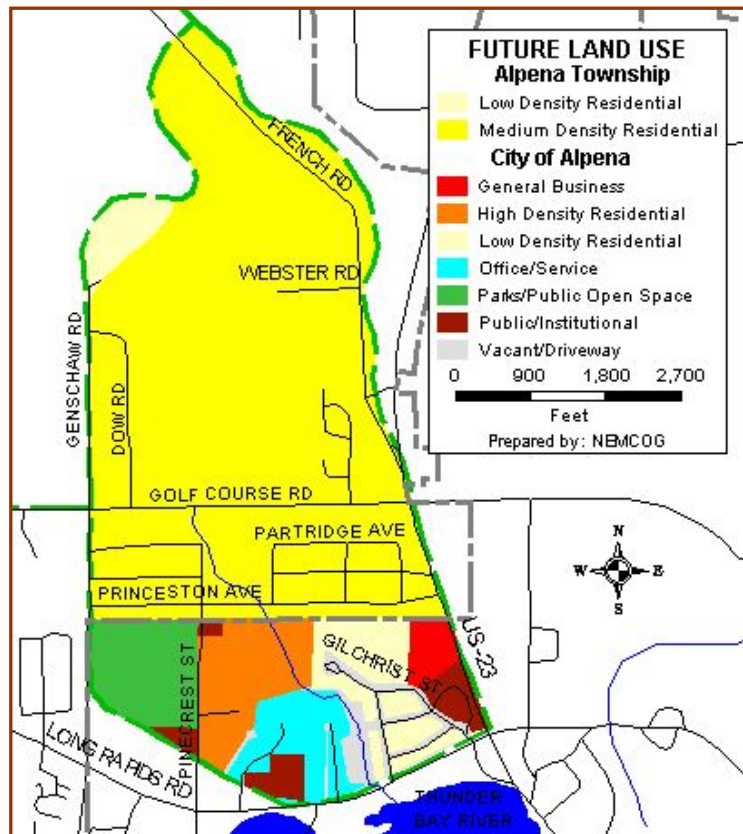 FUTURE LAND USE
Alpena Township
Low Density Residential
Medium Density Residential
City of Alpena
General Business
High Density Residential
Low Density Residential
Office/Service
Parks/Public Open Space
Public/Institutional
Vacant/Driveway
0 900 1,800 2,700
Feet
Prepared by: NEMCOG
FRENCH RD
WEBSTER RD
GENSCHAW RD
DOW RD
GOLF COURSE RD
PARTRIDGE AVE
PRINCESTON AVE
N
W E
S
US-23
GILCHRIST ST
PINECREST ST
LONG RAPIDS RD
THUNDER
BAY RIVER